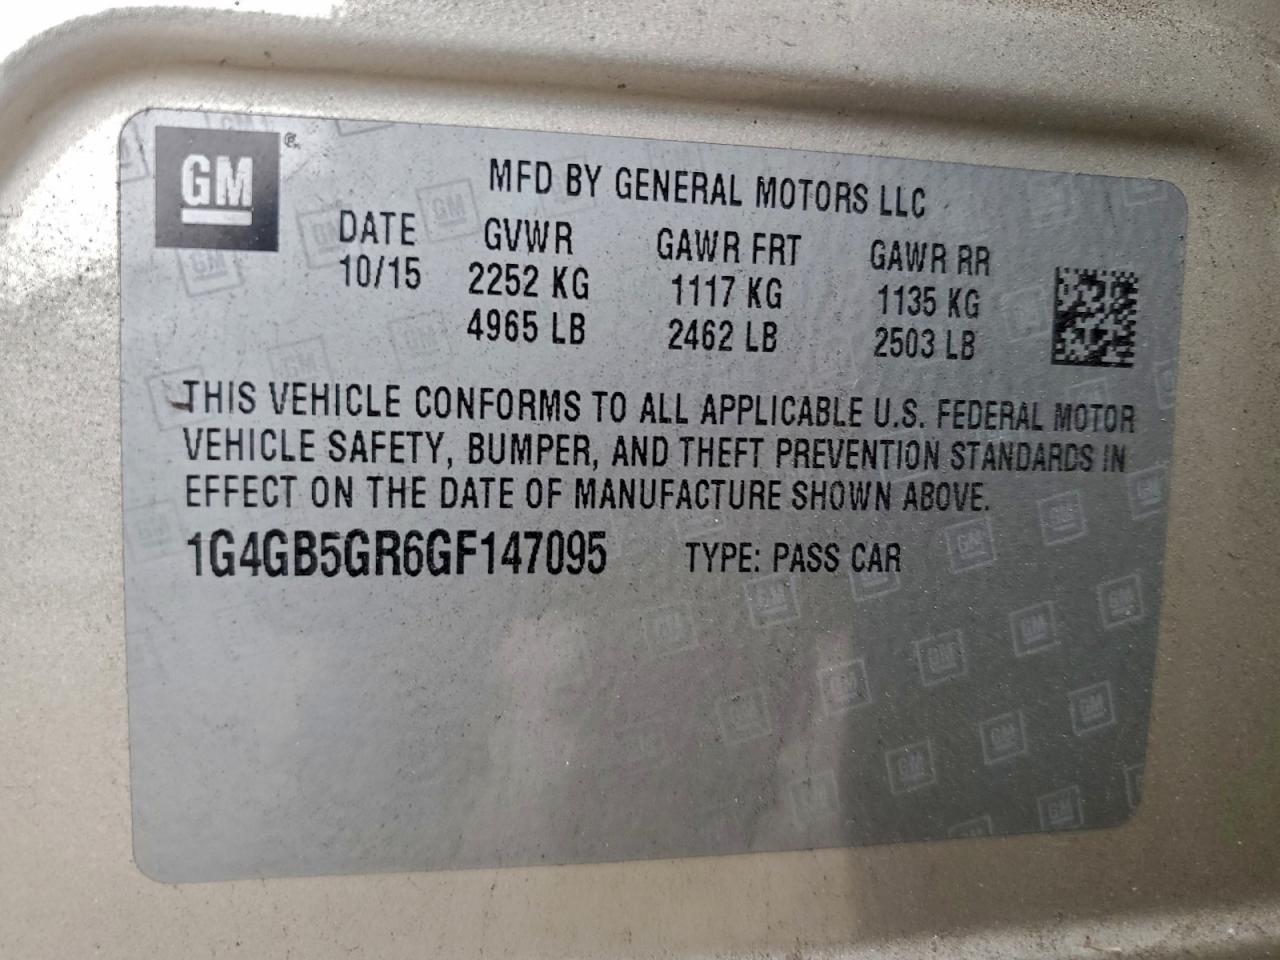 GM
MFD BY GENERAL MOTORS LLC
DATE GVWR GAWR FRT GAWR RR
10/15 2252 KG 1117 KG 1135 KG
4965 LB 2462 LB 2503 LB
THIS VEHICLE CONFORMS TO ALL APPLICABLE U.S. FEDERAL MOTOR
VEHICLE SAFETY, BUMPER, AND THEFT PREVENTION STANDARDS IN
EFFECT ON THE DATE OF MANUFACTURE SHOWN ABOVE.
1G4GB5GR6GF147095 TYPE: PASS CAR